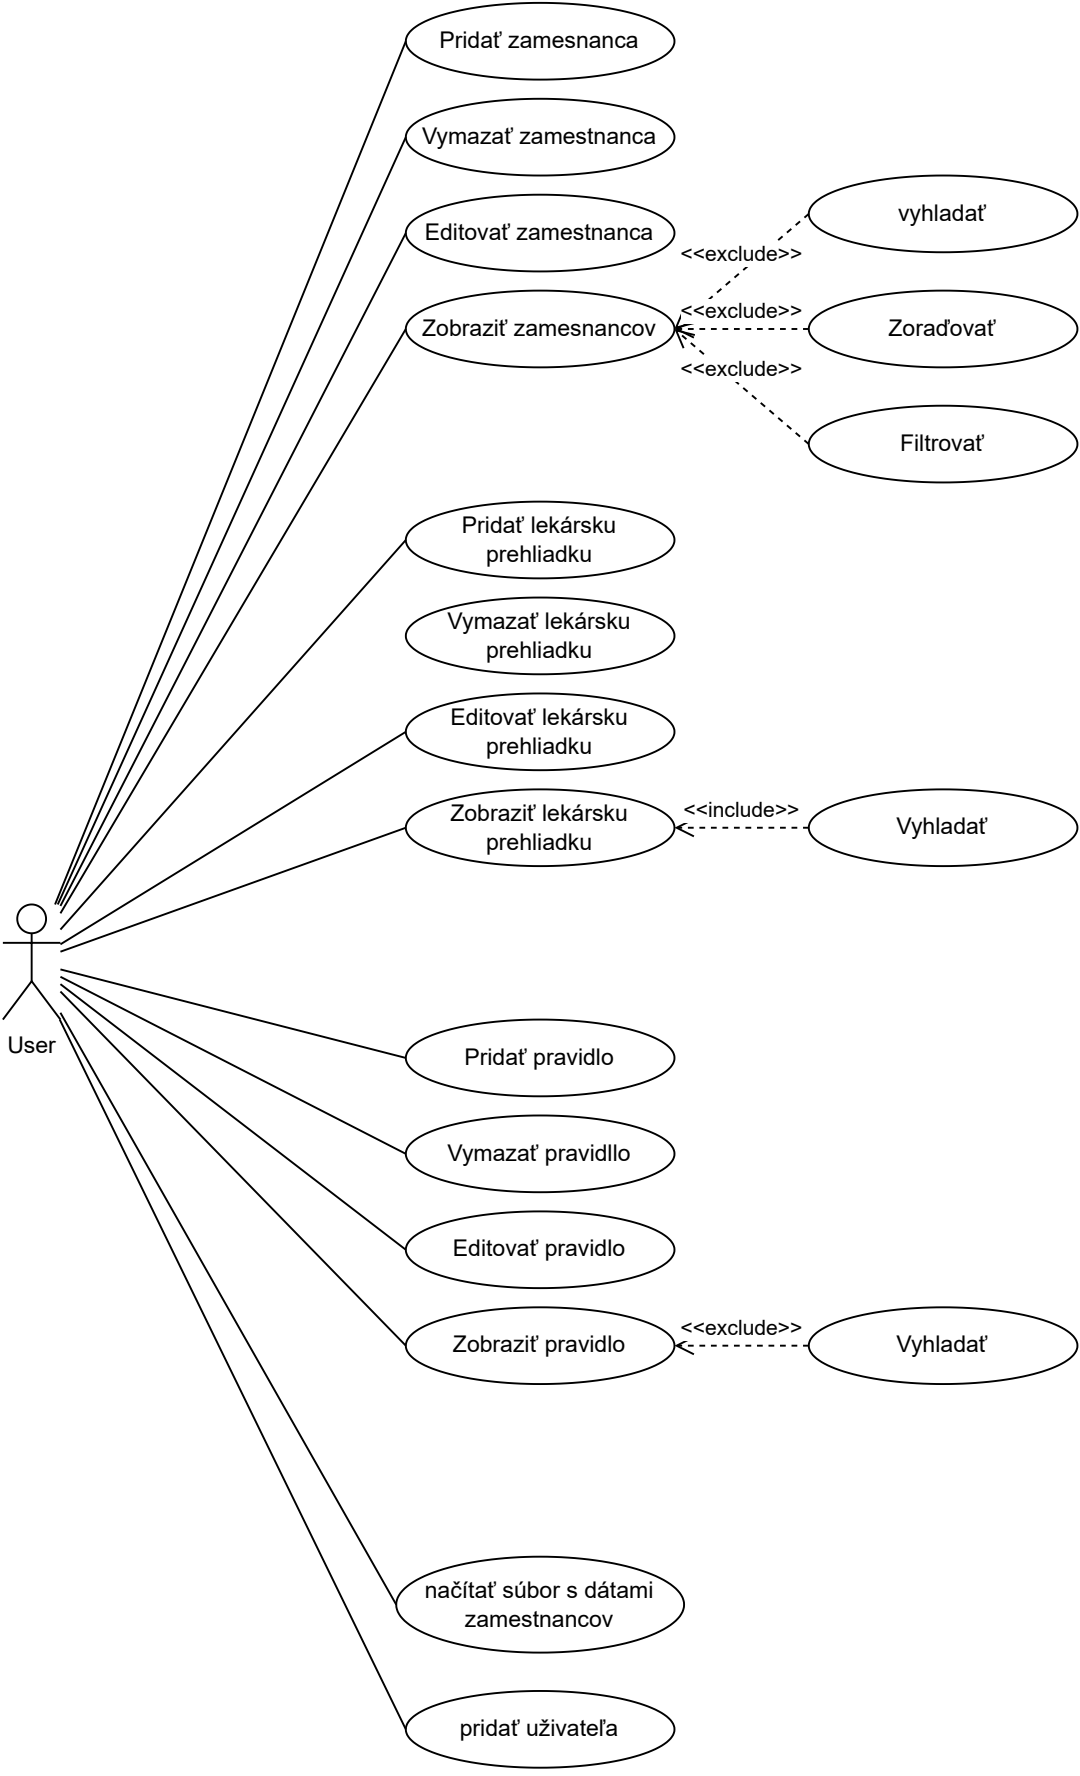 Pridať zamesnanca
Vymazať zamestnanca
Editovať zamestnanca
Zobraziť zamesnancov
<<exclude>>
vyhladať
<<exclude>>
Zoraďovať
<<exclude>>
Filtrovať
Pridať lekársku
prehliadku
Vymazať lekársku
prehliadku
Editovať lekársku
prehliadku
Zobraziť lekársku
prehliadku
<<include>>
Vyhladať
User
Pridať pravidlo
Vymazať pravidllo
Editovať pravidlo
Zobraziť pravidlo
<<exclude>>
Vyhladať
načítať súbor s dátami
zamestnancov
pridať uživateľa